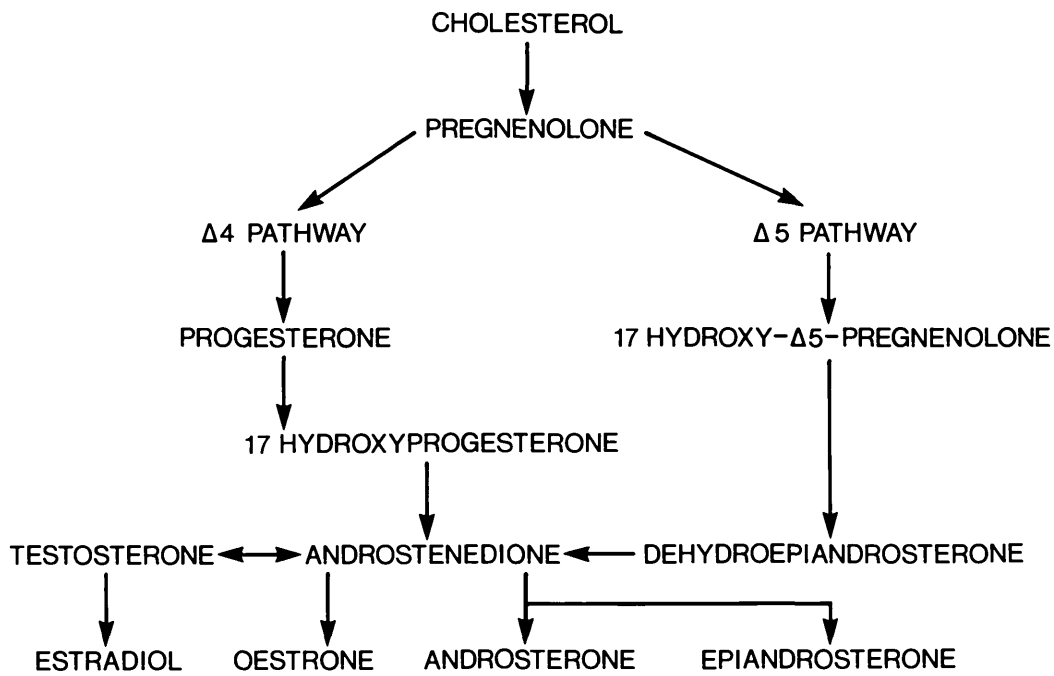 CHOLESTEROL
PREGNENOLONE
Δ4 PATHWAY
Δ5 PATHWAY
PROGESTERONE
17 HYDROXY-Δ5-PREGNENOLONE
17 HYDROXYPROGESTERONE
TESTOSTERONE
ANDROSTENEDIONE
DEHYDROEPIANDROSTERONE
ESTRADIOL
OESTRONE
ANDROSTERONE
EPIANDROSTERONE